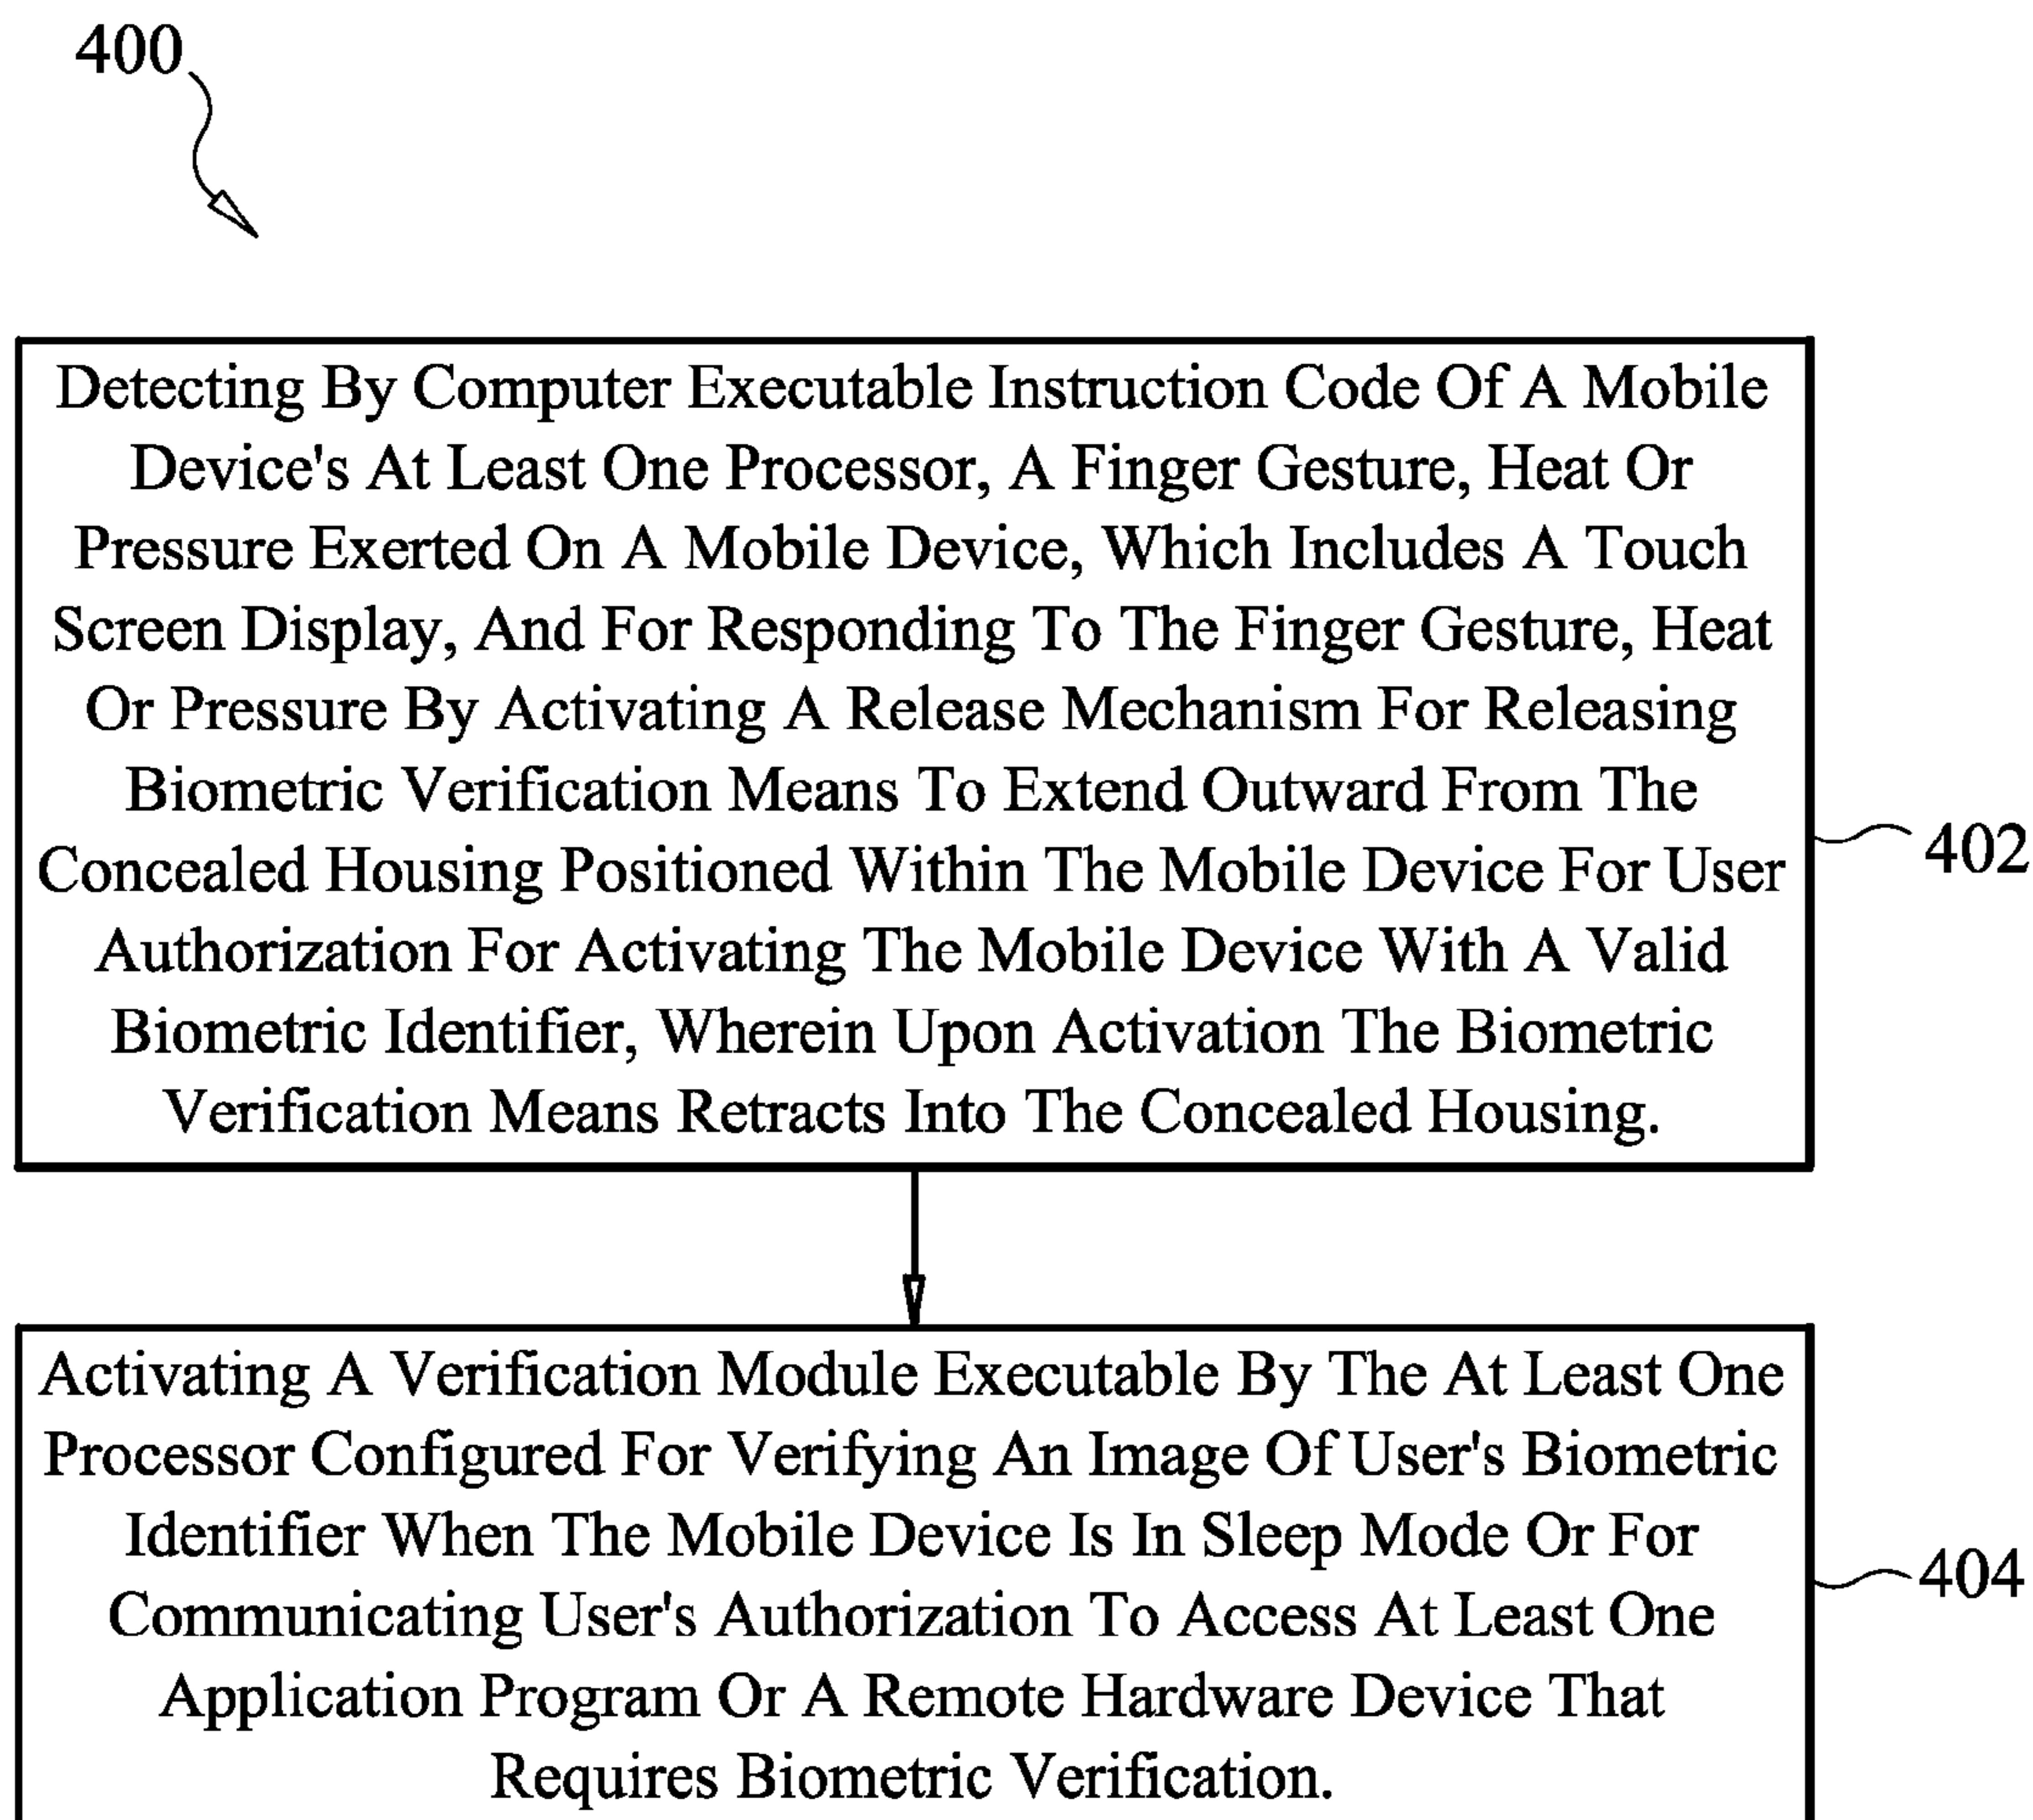 400
Detecting By Computer Executable Instruction Code Of A Mobile
Device's At Least One Processor, A Finger Gesture, Heat Or
Pressure Exerted On A Mobile Device, Which Includes A Touch
Screen Display, And For Responding To The Finger Gesture, Heat
Or Pressure By Activating A Release Mechanism For Releasing
Biometric Verification Means To Extend Outward From The
Concealed Housing Positioned Within The Mobile Device For User
Authorization For Activating The Mobile Device With A Valid
Biometric Identifier, Wherein Upon Activation The Biometric
Verification Means Retracts Into The Concealed Housing.
402
Activating A Verification Module Executable By The At Least One
Processor Configured For Verifying An Image Of User's Biometric
Identifier When The Mobile Device Is In Sleep Mode Or For
Communicating User's Authorization To Access At Least One
Application Program Or A Remote Hardware Device That
Requires Biometric Verification.
404